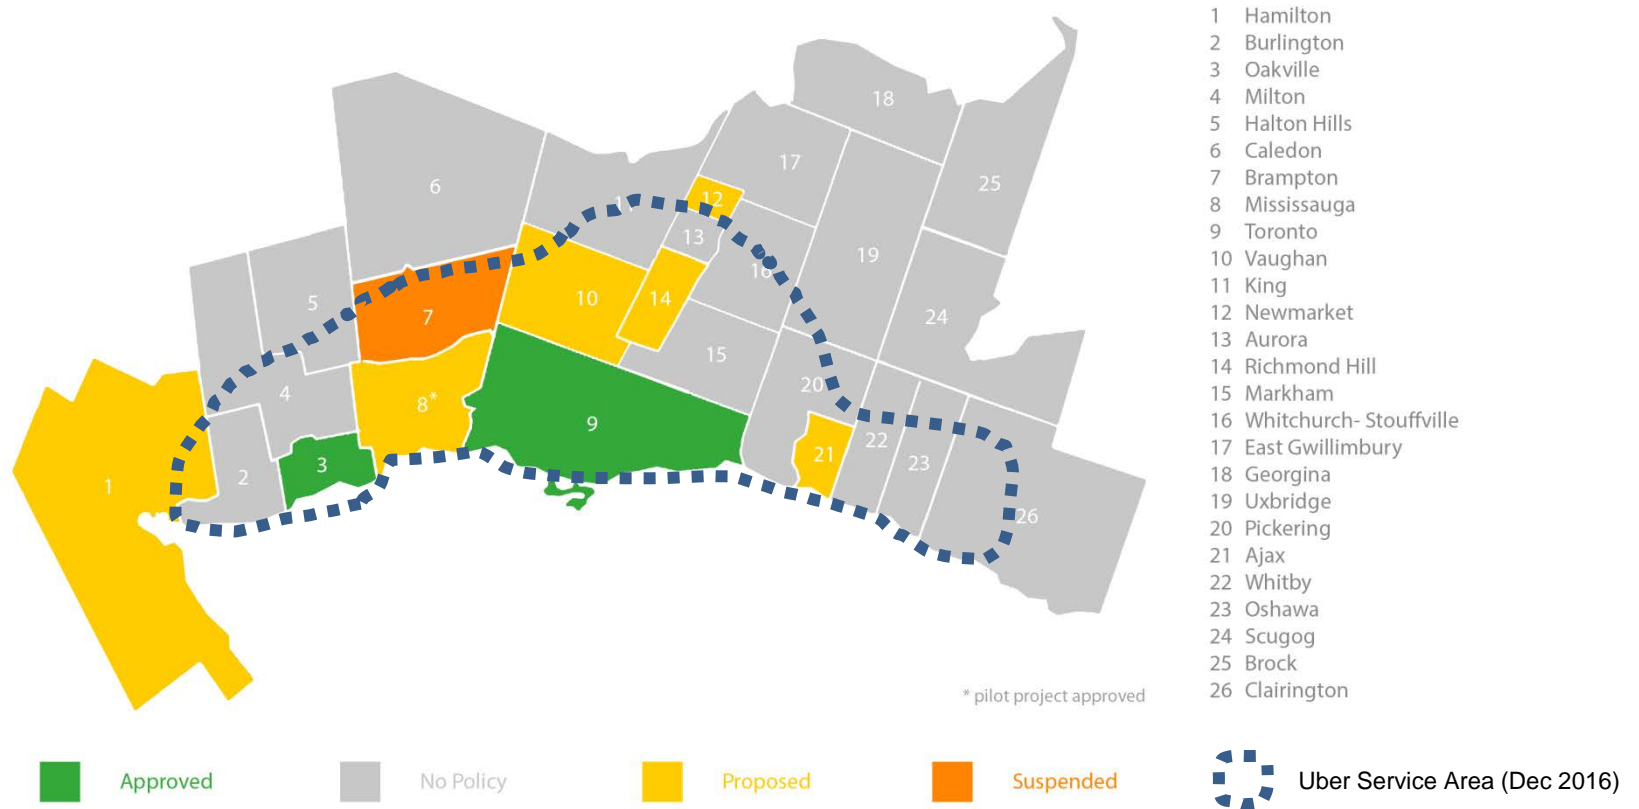 1 Hamilton
2 Burlington
3 Oakville
4 Milton
5 Halton Hills
6 Caledon
7 Brampton
8 Mississauga
9 Toronto
10 Vaughan
11 King
12 Newmarket
13 Aurora
14 Richmond Hill
15 Markham
16 Whitchurch- Stouffville
17 East Gwillimbury
18 Georgina
19 Uxbridge
20 Pickering
21 Ajax
22 Whitby
23 Oshawa
24 Scugog
25 Brock
26 Clairington
18
17
25
6
12
11
13
19
16
5
10
14
7
24
15
20
4
8*
9
22
21
3
23
2
1
26
* pilot project approved
Approved
No Policy
Proposed
Suspended
Uber Service Area (Dec 2016)